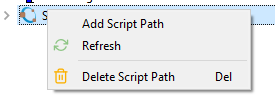 S
Add Script Path
Refresh
Delete Script Path Del